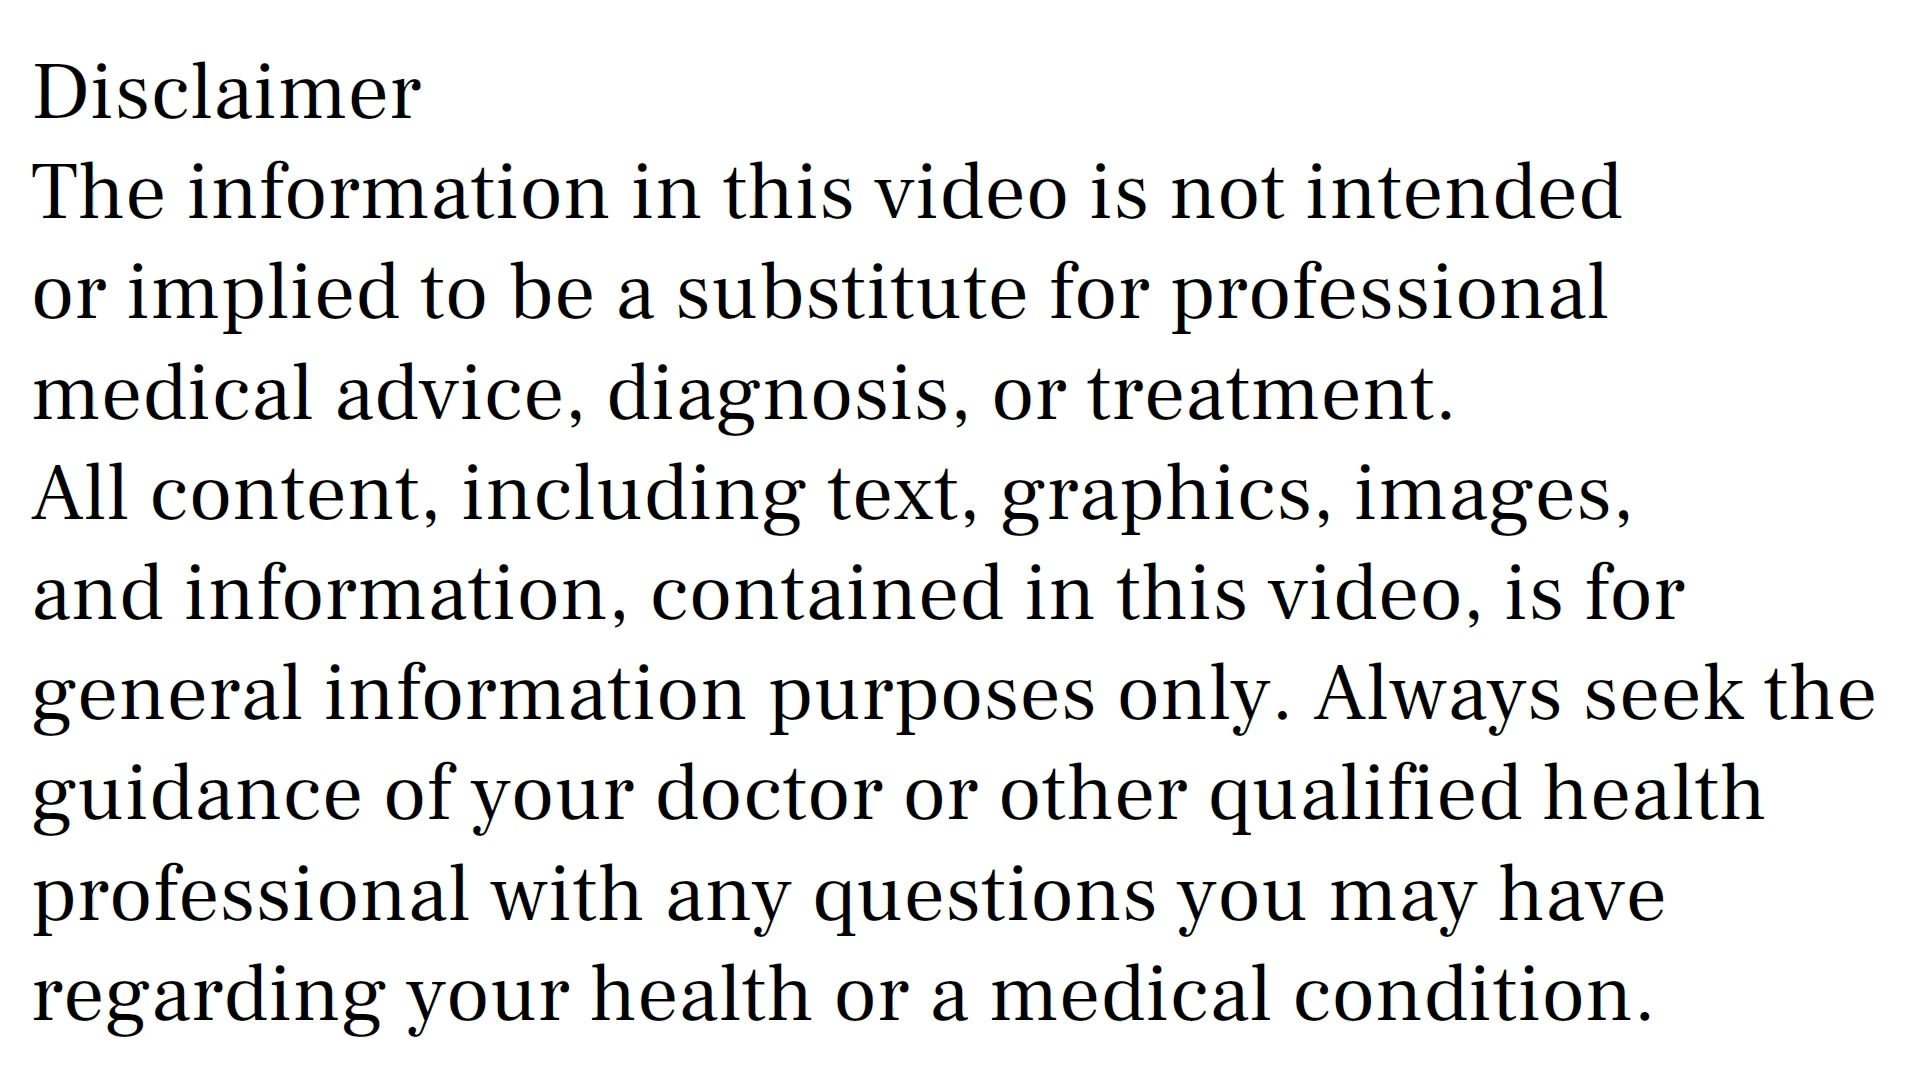 Disclaimer
The information in this video is not intended
or implied to be a substitute for professional
medical advice, diagnosis, or treatment.
All content, including text, graphics, images,
and information, contained in this video, is for
general information purposes only. Always seek the
guidance of your doctor or other qualified health
professional with any questions you may have
regarding your health or a medical condition.